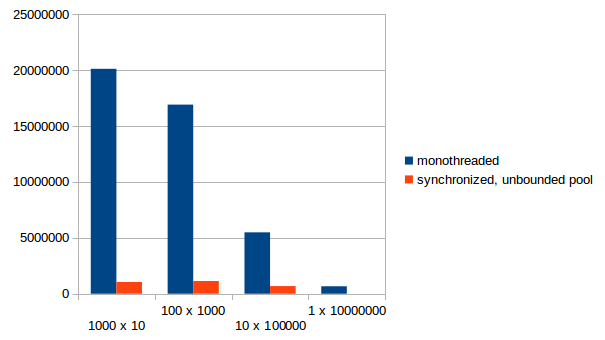 25000000
20000000
15000000
10000000
5000000
0
1000 x 10
100 x 1000
10 x 100000
1 x 10000000
monothreaded
synchronized, unbounded pool